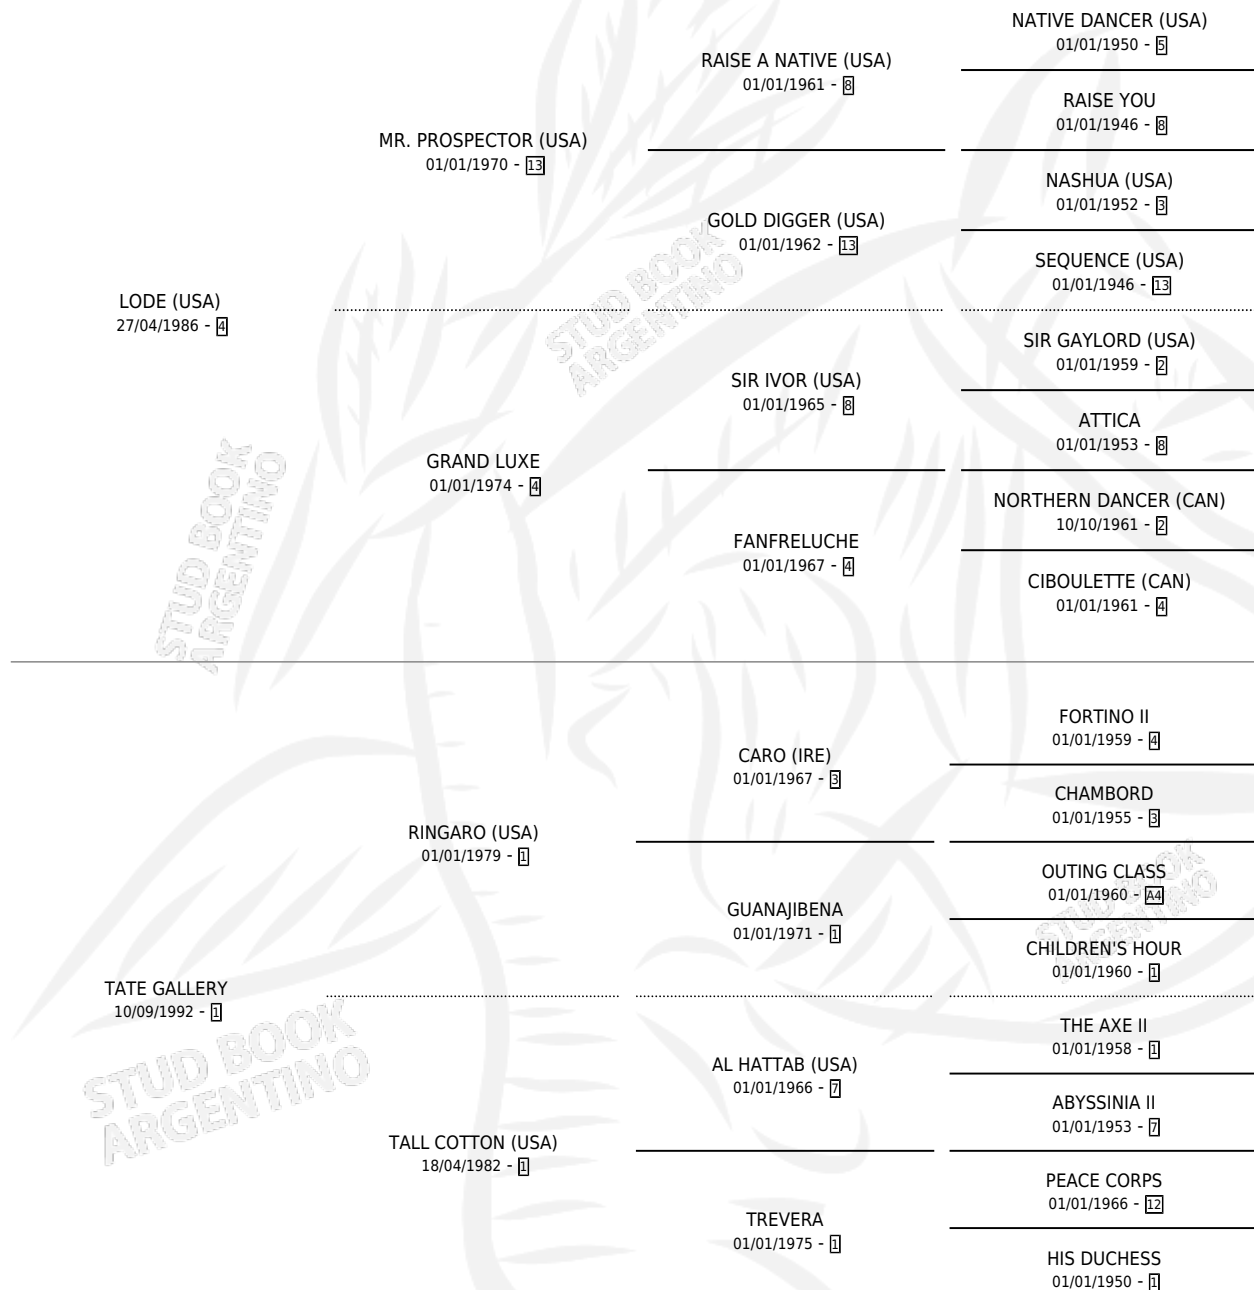 NATIVE DANCER (USA)
01/01/1950 - 5
RAISE A NATIVE (USA)
01/01/1961 - 8
RAISE YOU
01/01/1946 - 8
MR. PROSPECTOR (USA)
01/01/1970 - 13
NASHUA (USA)
01/01/1952 - 3
GOLD DIGGER (USA)
01/01/1962 - 13
SEQUENCE (USA)
01/01/1946 - 13
LODE (USA)
27/04/1986 - 4
SIR GAYLORD (USA)
01/01/1959 - 2
SIR IVOR (USA)
01/01/1965 - 8
ATTICA
01/01/1953 - 8
GRAND LUXE
01/01/1974 - 4
NORTHERN DANCER (CAN)
10/10/1961 - 2
FANFRELUCHE
01/01/1967 - 4
CIBOULETTE (CAN)
01/01/1961 - 4
FORTINO II
01/01/1959 - 4
CARO (IRE)
01/01/1967 - 3
CHAMBORD
01/01/1955 - 3
RINGARO (USA)
01/01/1979 - 1
OUTING CLASS
01/01/1960 - A4
GUANAJIBENA
01/01/1971 - 1
CHILDREN'S HOUR
01/01/1960 - 1
TATE GALLERY
10/09/1992 - 1
THE AXE II
01/01/1958 - 1
AL HATTAB (USA)
01/01/1966 - 7
ABYSSINIA II
01/01/1953 - 7
TALL COTTON (USA)
18/04/1982 - 1
PEACE CORPS
01/01/1966 - 12
TREVERA
01/01/1975 - 1
HIS DUCHESS
01/01/1950 - 1
STUD BOOK
ARGENTINO
STUD BOOK
ARGENTINO
STUD BOOK
ARGENTINO
STUD BOOK
ARGENTINO